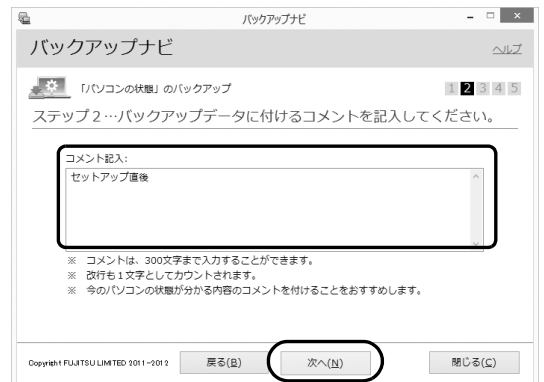 バックアップナビ
バックアップナビ
ヘルプ
「パソコンの状態」のバックアップ
1 2 3 4 5
ステップ2…バックアップデータに付けるコメントを記入してください。
コメント記入:
セットアップ直後
※ コメントは、300文字まで入力することができます。
※ 改行も1文字としてカウントされます。
※ 今のパソコンの状態が分かる内容のコメントを付けることをおすすめします。
Copyright FUJITSU LIMITED 2011-2012
戻る(B)
次へ(N)
閉じる(C)